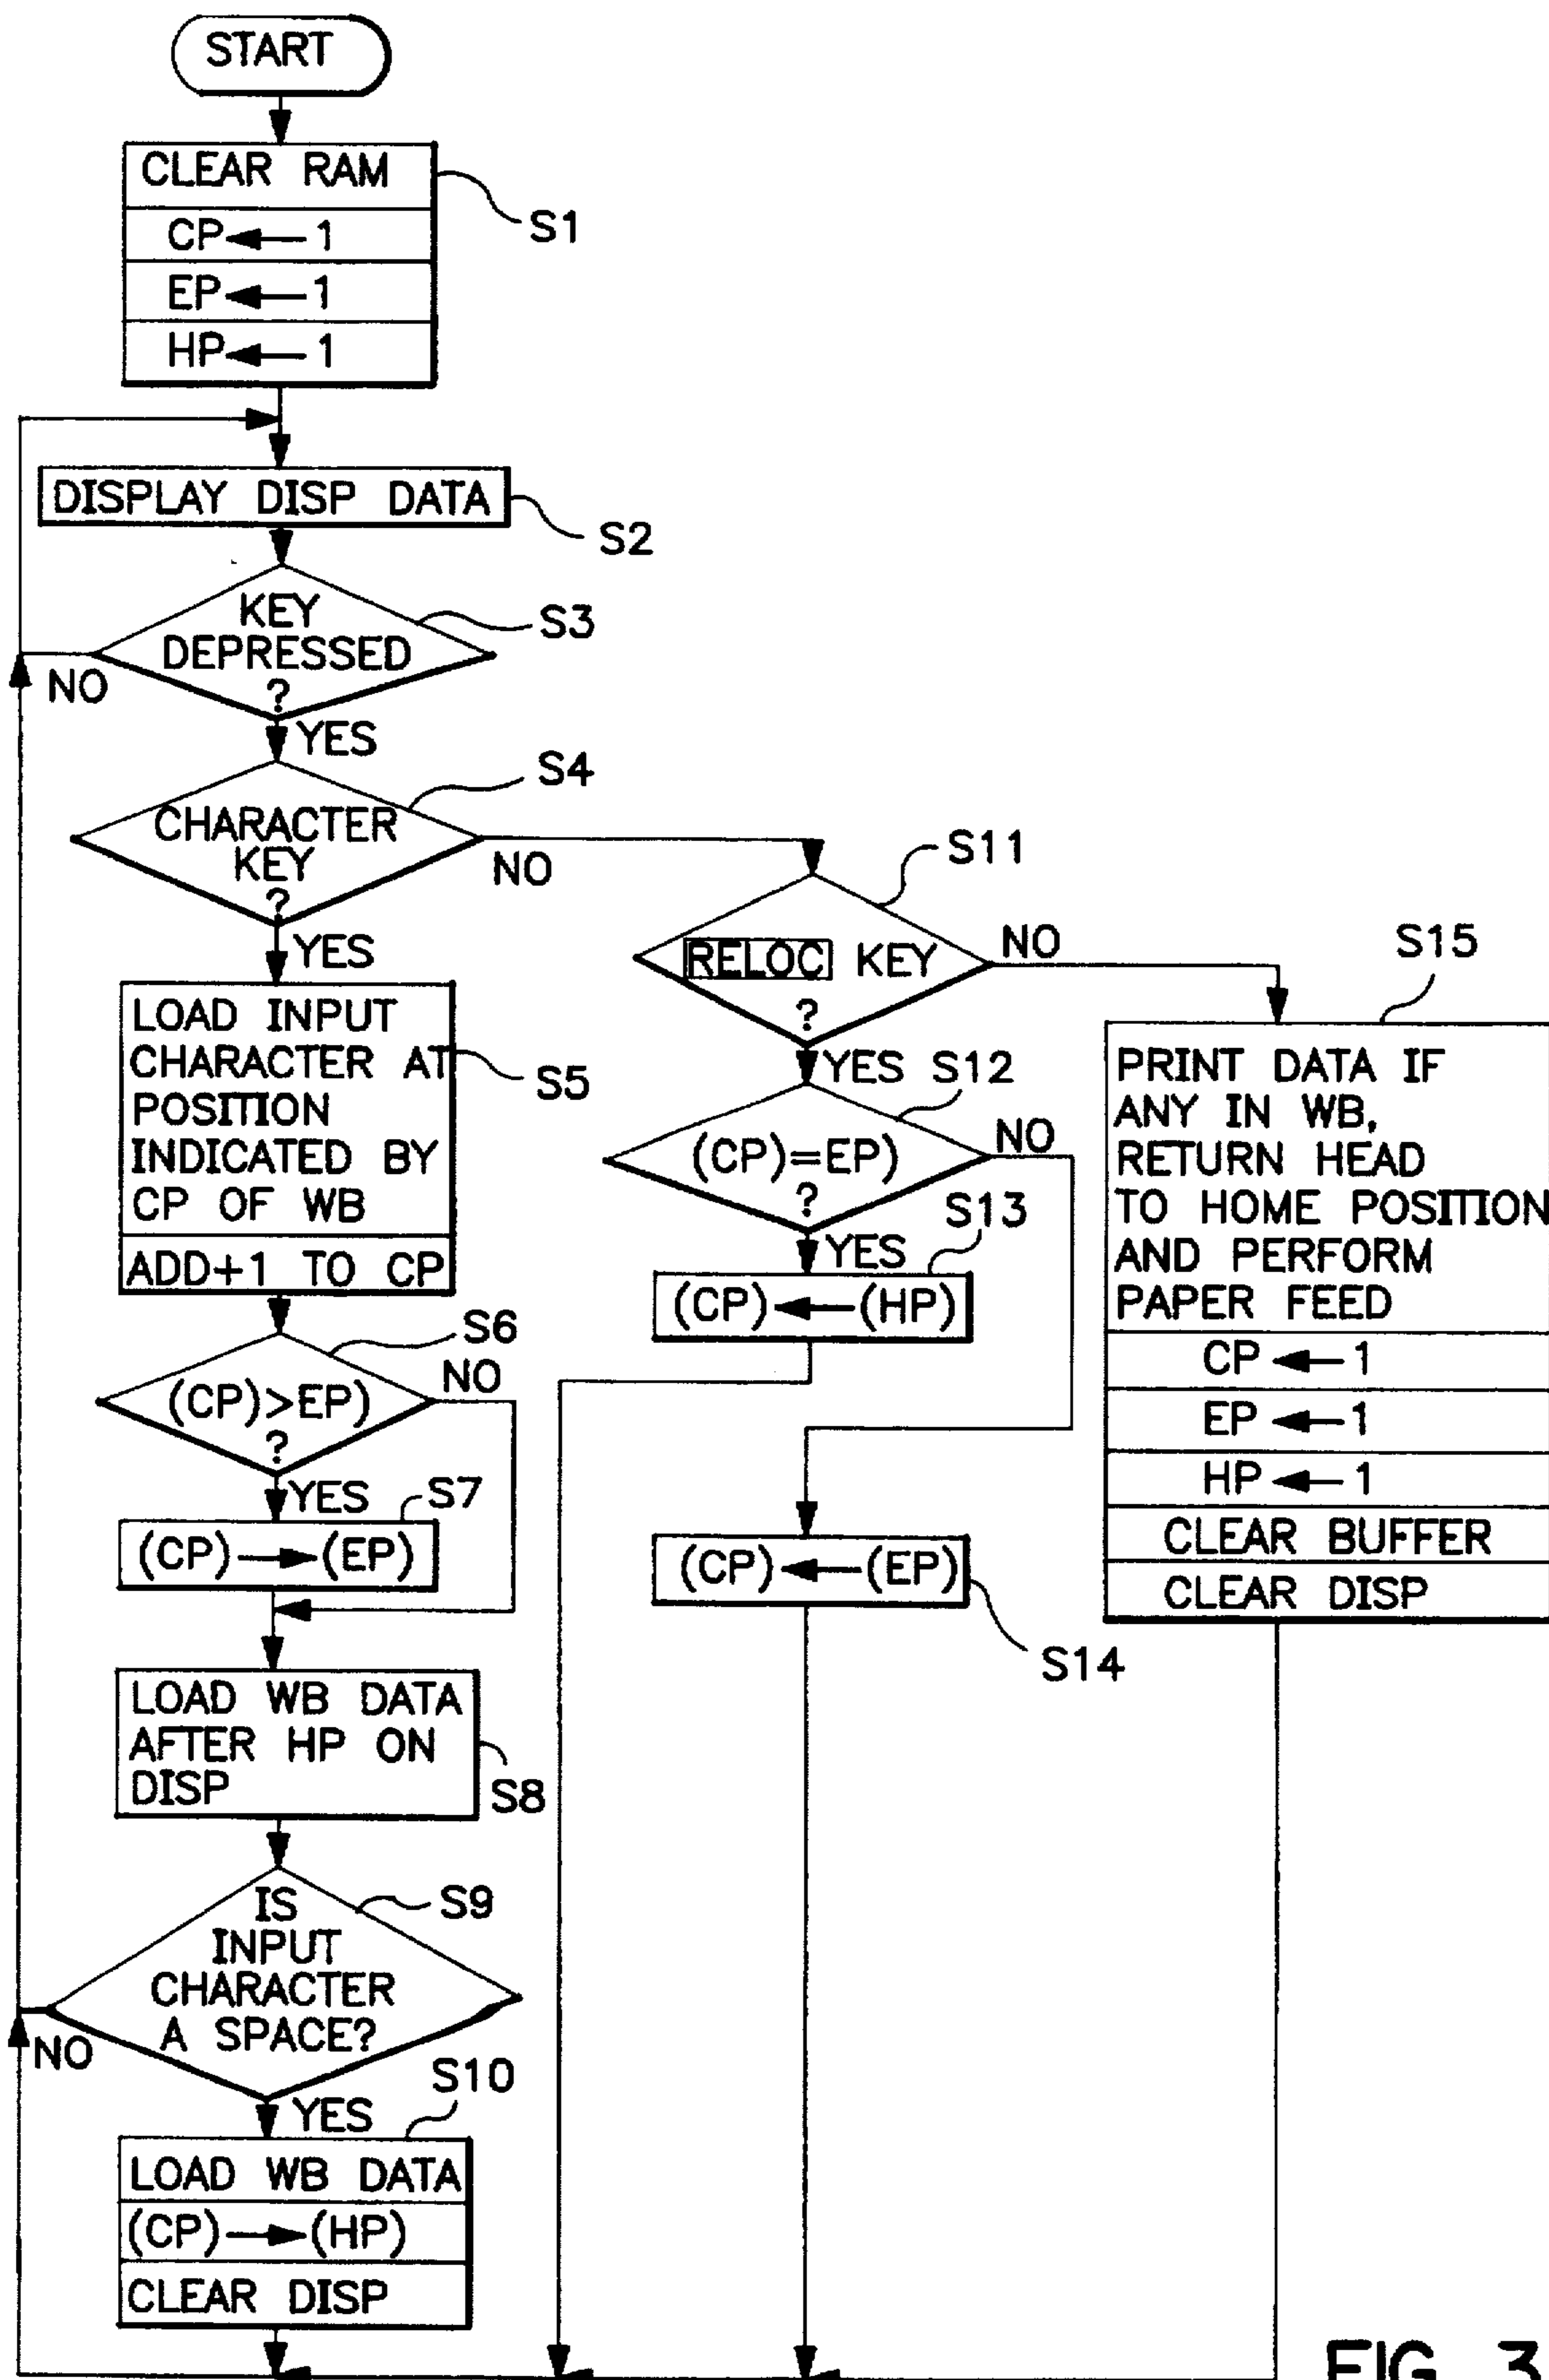 START
CLEAR RAM
CP ← 1
EP ← 1
HP ← 1
S1
DISPLAY DISP DATA
S2
KEY
DEPRESSED
?
S3
NO
YES
CHARACTER
KEY
?
S4
NO
YES
LOAD INPUT
CHARACTER AT
POSITION
INDICATED BY
CP OF WB
ADD+1 TO CP
S5
(CP)>EP)
?
S6
NO
YES
(CP) → (EP)
S7
LOAD WB DATA
AFTER HP ON
DISP
S8
IS
INPUT
CHARACTER
A SPACE?
S9
NO
YES
S10
LOAD WB DATA
(CP) → (HP)
CLEAR DISP
S11
RELOC KEY
?
NO
YES
S12
(CP)=EP)
?
NO
YES
S13
(CP) ← (HP)
(CP) ← (EP)
S14
S15
PRINT DATA IF
ANY IN WB,
RETURN HEAD
TO HOME POSITION
AND PERFORM
PAPER FEED
CP ← 1
EP ← 1
HP ← 1
CLEAR BUFFER
CLEAR DISP
FIG. 3